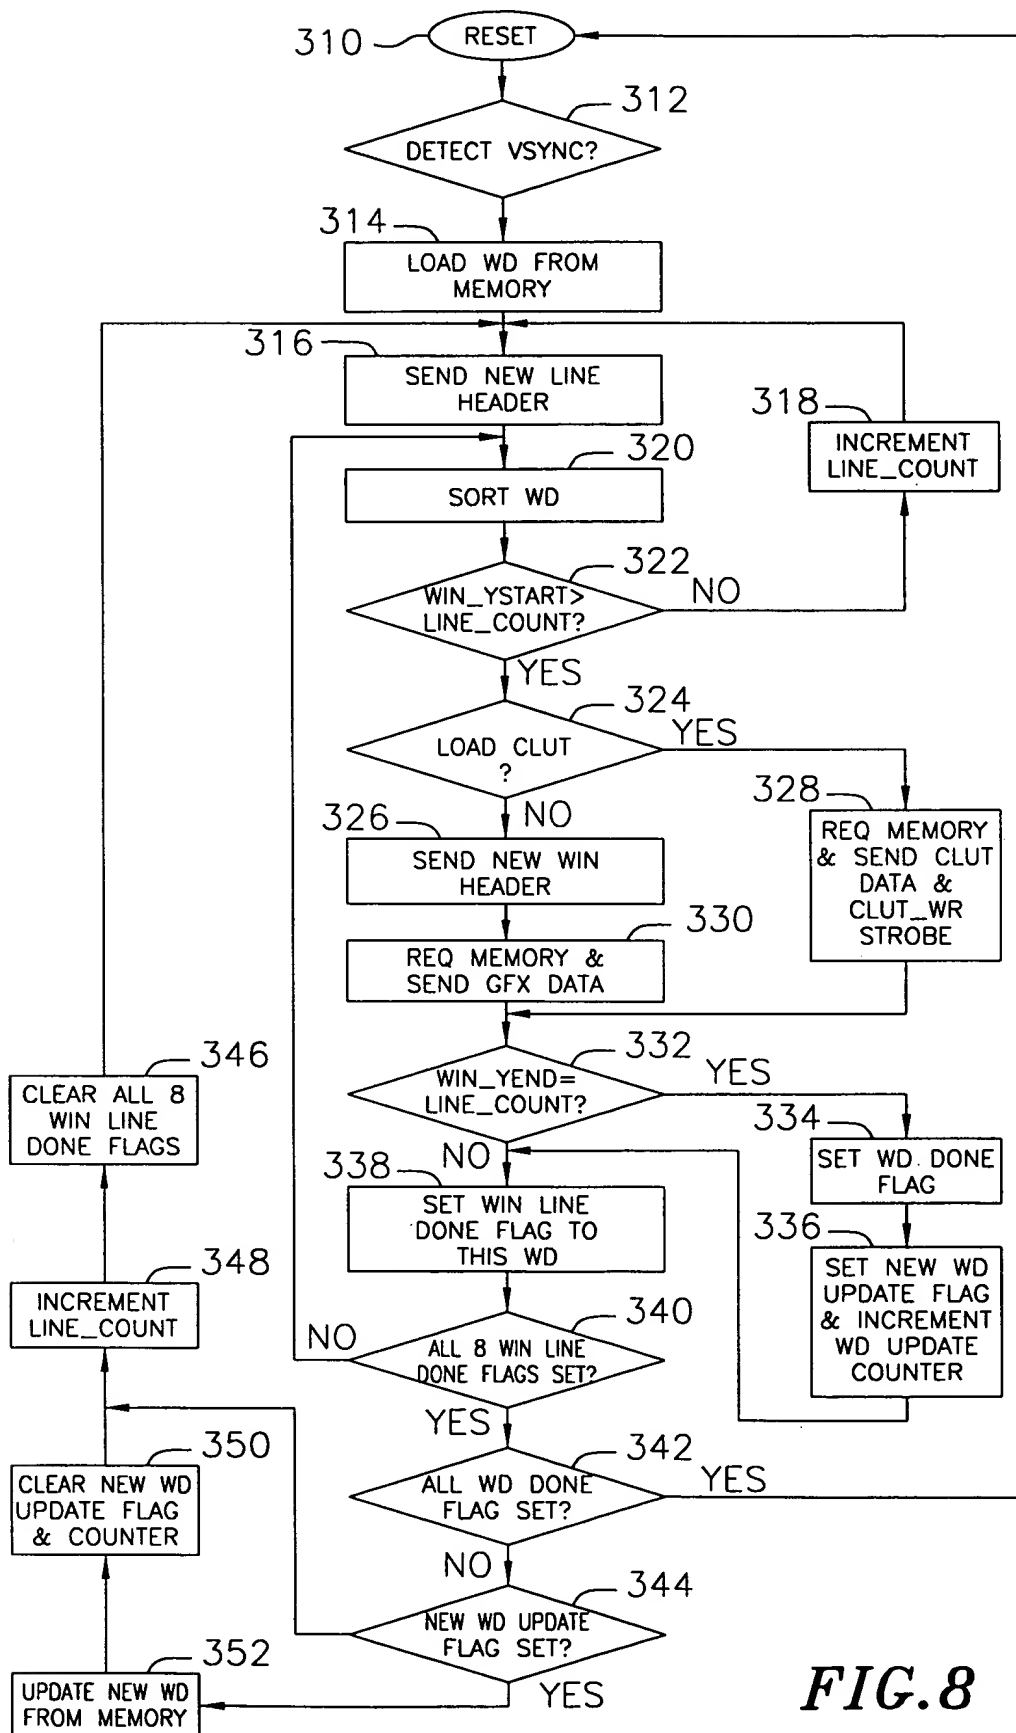 310
RESET
312
DETECT VSYNC?
314
LOAD WD FROM
MEMORY
316
SEND NEW LINE
HEADER
318
INCREMENT
LINE_COUNT
320
SORT WD
322
WIN_YSTART>
LINE_COUNT?
NO
YES
324
LOAD CLUT
?
YES
NO
326
SEND NEW WIN
HEADER
328
REQ MEMORY
& SEND CLUT
DATA &
CLUT_WR
STROBE
330
REQ MEMORY &
SEND GFX DATA
332
WIN_YEND=
LINE_COUNT?
YES
NO
334
SET WD DONE
FLAG
336
SET NEW WD
UPDATE FLAG
& INCREMENT
WD UPDATE
COUNTER
338
SET WIN LINE
DONE FLAG TO
THIS WD
340
ALL 8 WIN LINE
DONE FLAGS SET?
NO
YES
342
ALL WD DONE
FLAG SET?
YES
NO
344
NEW WD UPDATE
FLAG SET?
YES
346
CLEAR ALL 8
WIN LINE
DONE FLAGS
348
INCREMENT
LINE_COUNT
350
CLEAR NEW WD
UPDATE FLAG
& COUNTER
352
UPDATE NEW WD
FROM MEMORY
FIG.8